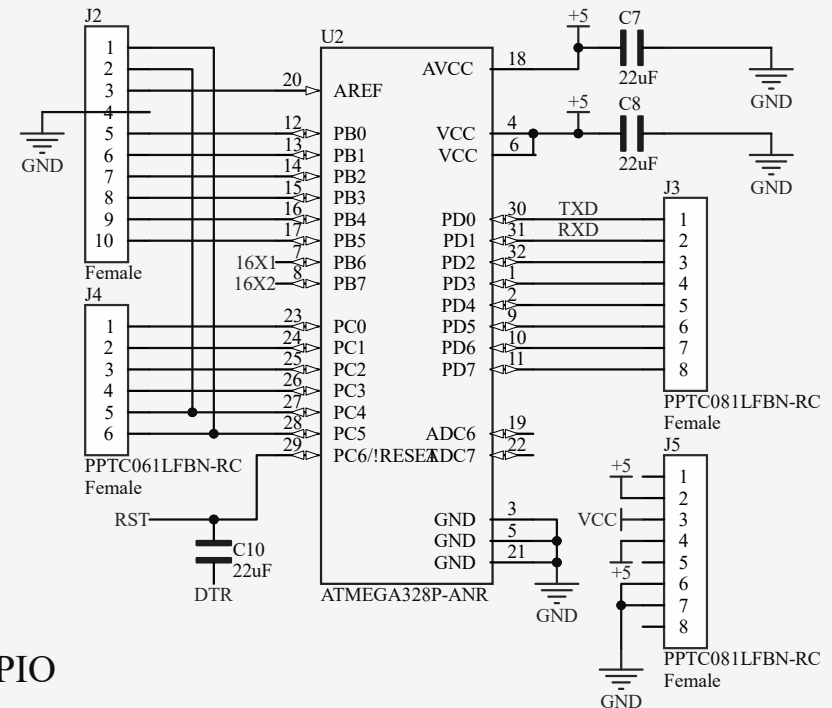 J2
1
2
3
4
5
6
7
8
9
10
Female
GND
J4
1
2
3
4
5
6
PPTC061LFBN-RC
Female
16X1
16X2
RST
C10
22uF
DTR
U2
20 AREF
12 PB0
13 PB1
14 PB2
15 PB3
16 PB4
17 PB5
7 PB6
8 PB7
23 PC0
24 PC1
25 PC2
26 PC3
27 PC4
28 PC5
29 PC6/!RESET
AVCC 18
VCC 4
VCC 6
PD0 30 TXD
PD1 31 RXD
PD2 32
PD3 1
PD4 2
PD5 9
PD6 10
PD7 11
ADC6 19
ADC7 22
GND 3
GND 5
GND 21
ATMEGA328P-ANR
GND
+5
C7
22uF
GND
+5
C8
22uF
GND
J3
1
2
3
4
5
6
7
8
PPTC081LFBN-RC
Female
J5
+5
VCC
+5
1
2
3
4
5
6
7
8
PPTC081LFBN-RC
Female
GND
PIO